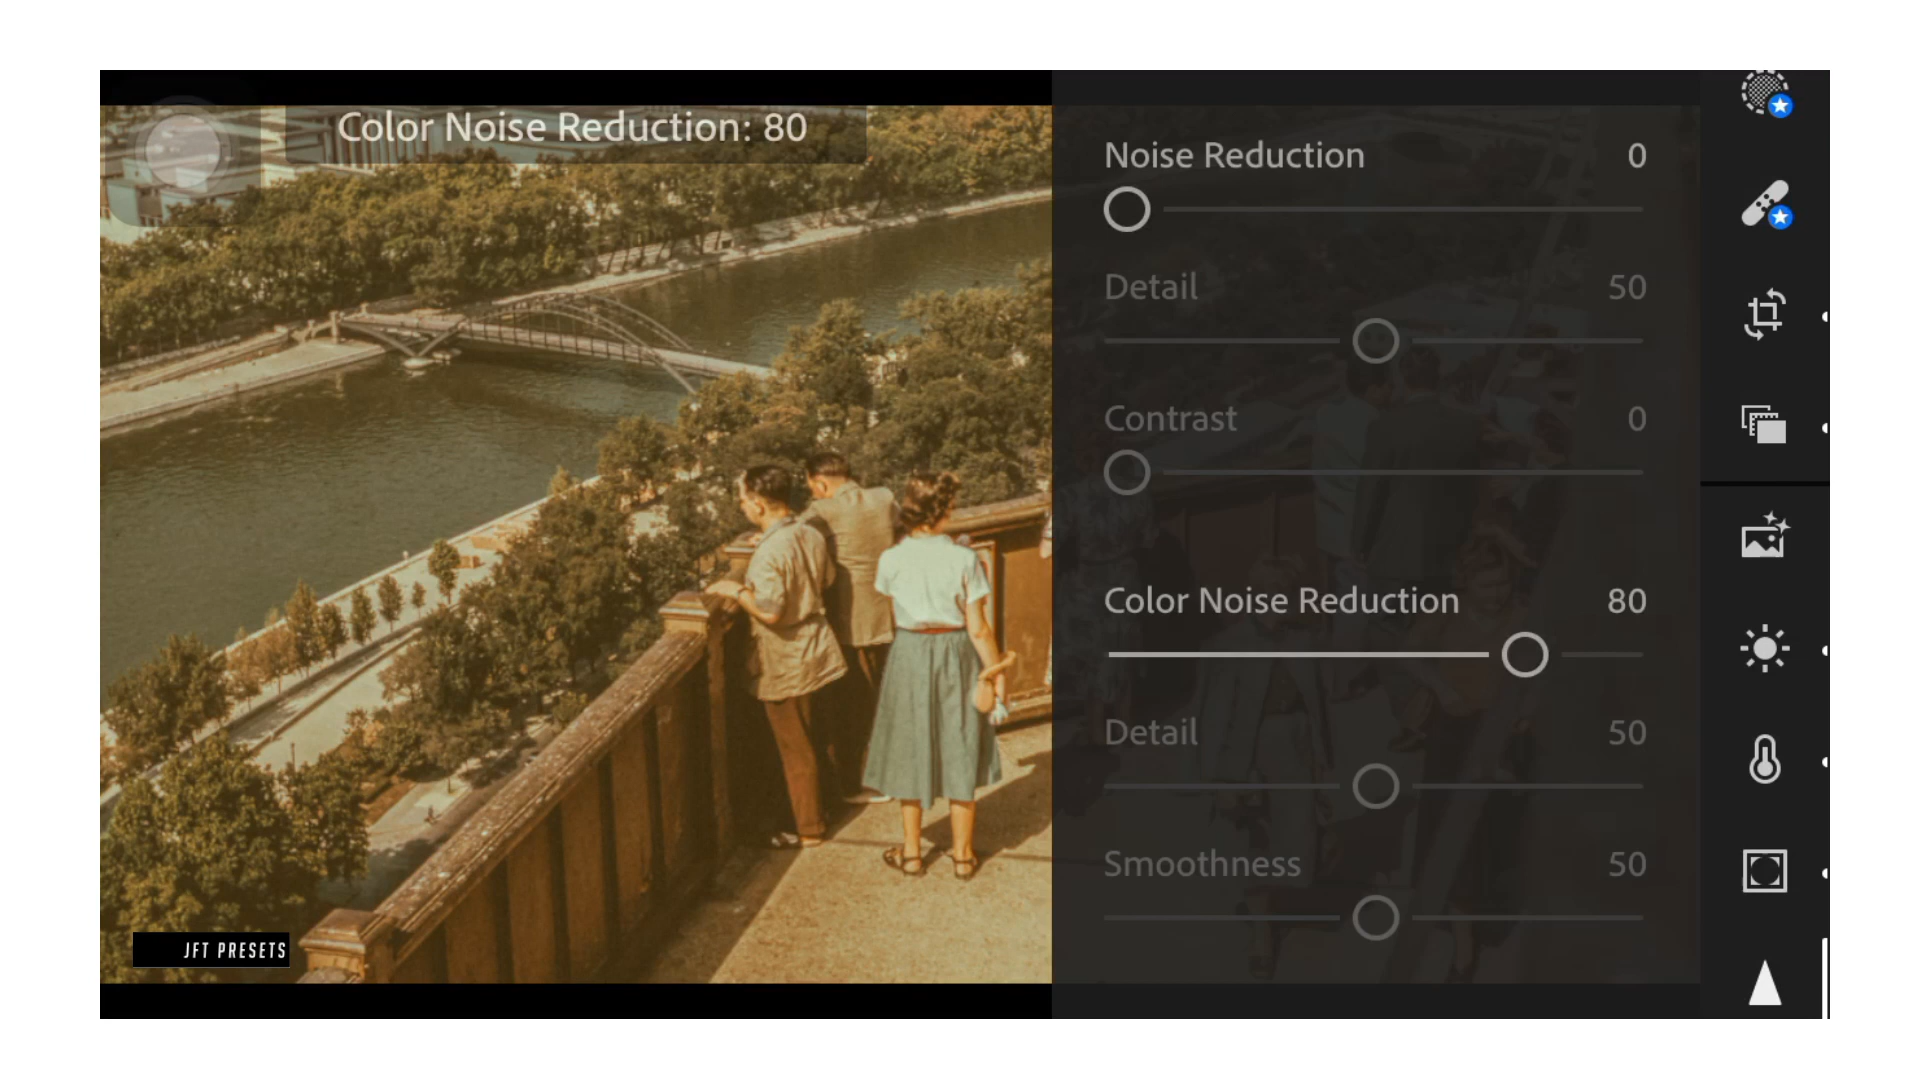 Color Noise Reduction: 80
Noise Reduction 0
Detail 50
Contrast 0
Color Noise Reduction 80
Detail 50
Smoothness 50
JFT PRESETS